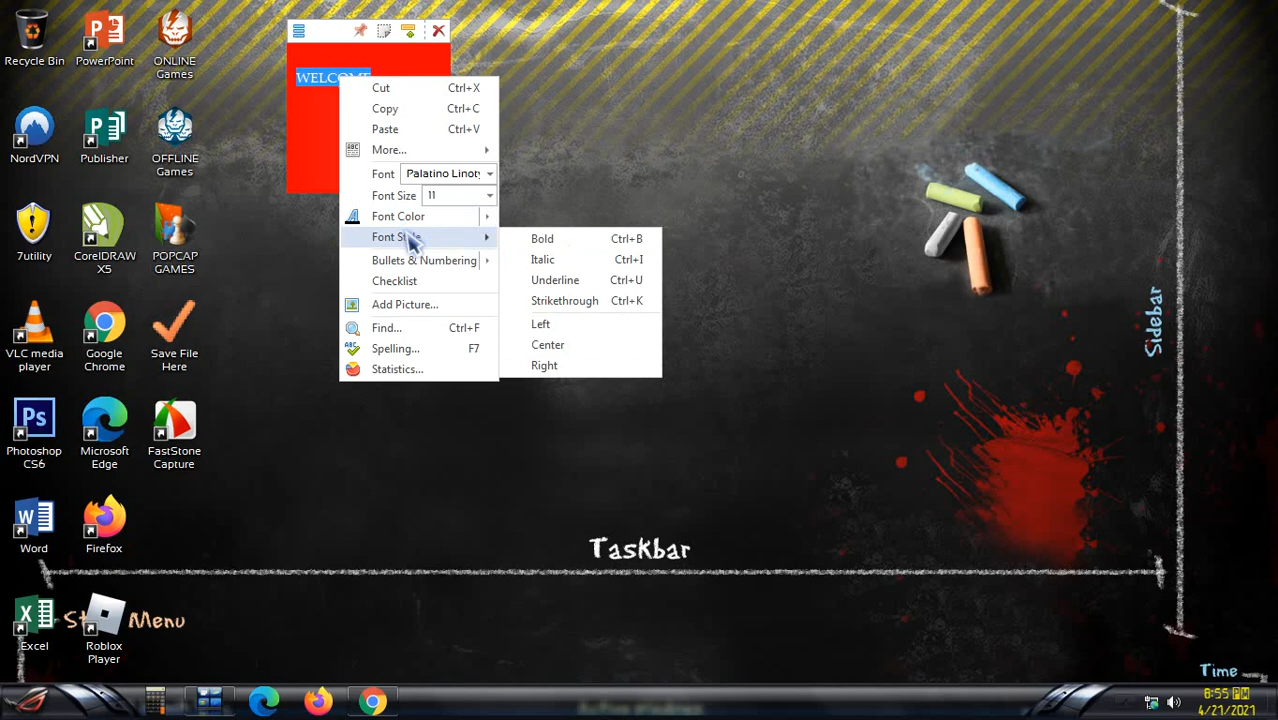 Recycle Bin
PowerPoint
ONLINE
Games
NordVPN
Publisher
OFFLINE
Games
7utility
CorelDRAW
X5
POPCAP
GAMES
VLC media
player
Google
Chrome
Save File
Here
Photoshop
CS6
Microsoft
Edge
FastStone
Capture
Word
Firefox
Excel
Roblox
Player
WELCOME
Cut Ctrl+X
Copy Ctrl+C
Paste Ctrl+V
More...
Font Palatino Linoty
Font Size 11
Font Color
Font Style
Bullets & Numbering
Checklist
Add Picture...
Find... Ctrl+F
Spelling... F7
Statistics...
Bold Ctrl+B
Italic Ctrl+I
Underline Ctrl+U
Strikethrough Ctrl+K
Left
Center
Right
Sidebar
Taskbar
Menu
Time
8:55 PM
4/21/2021